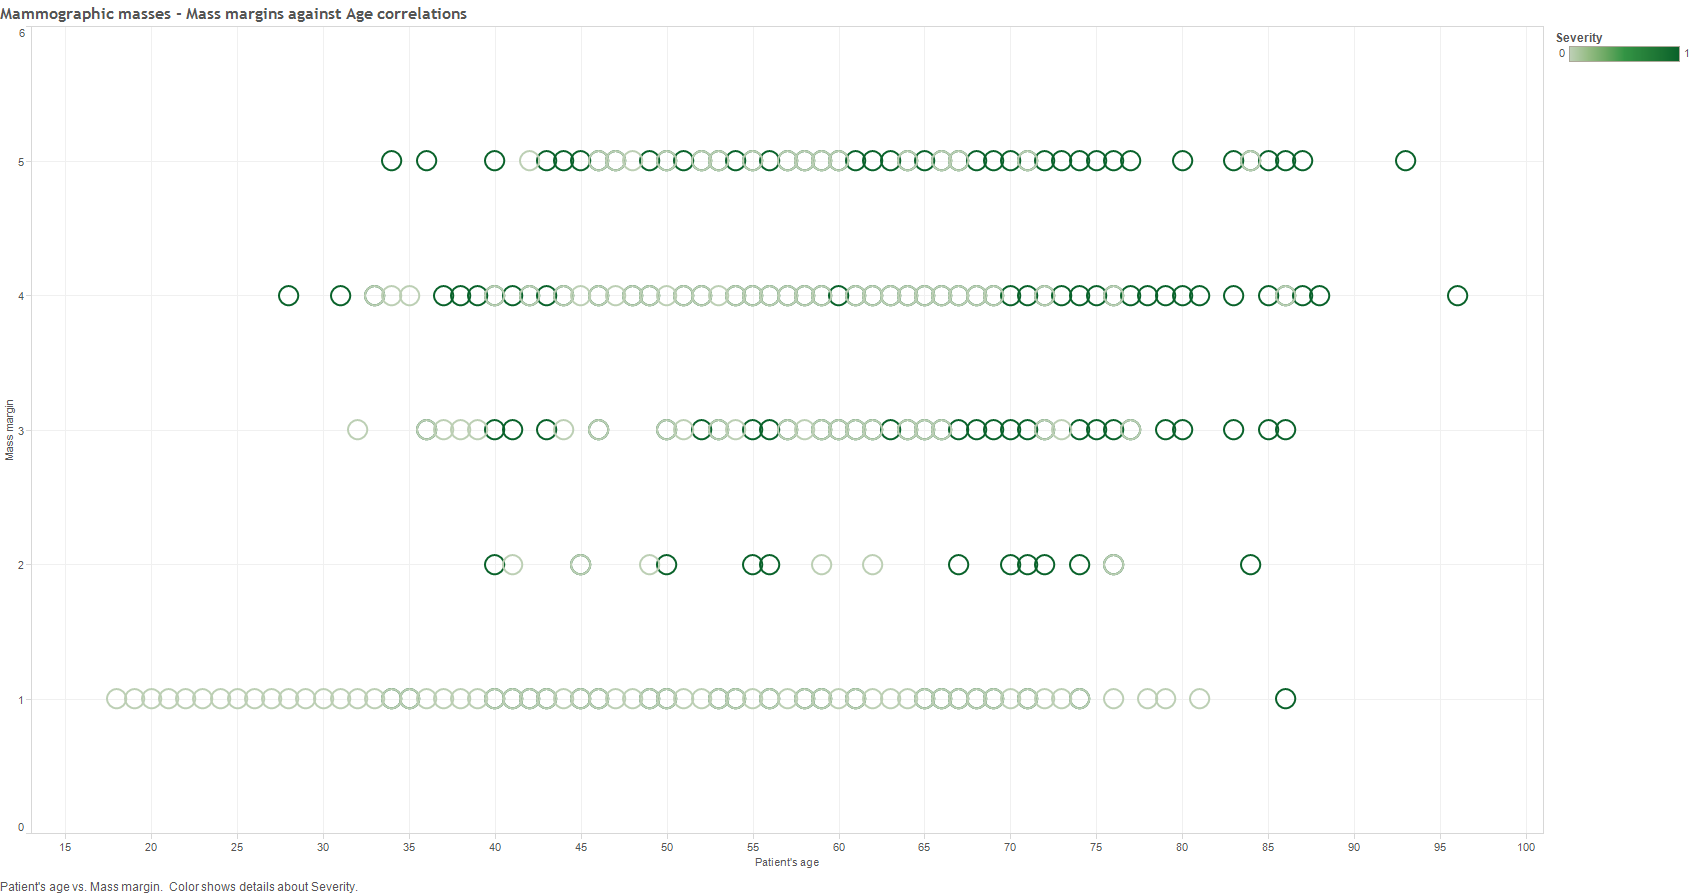 Mammographic masses - Mass margins against Age correlations
Severity
0 1
6
5
4
3
2
1
0
Mass margin
15 20 25 30 35 40 45 50 55 60 65 70 75 80 85 90 95 100
Patient's age
Patient's age vs. Mass margin. Color shows details about Severity.